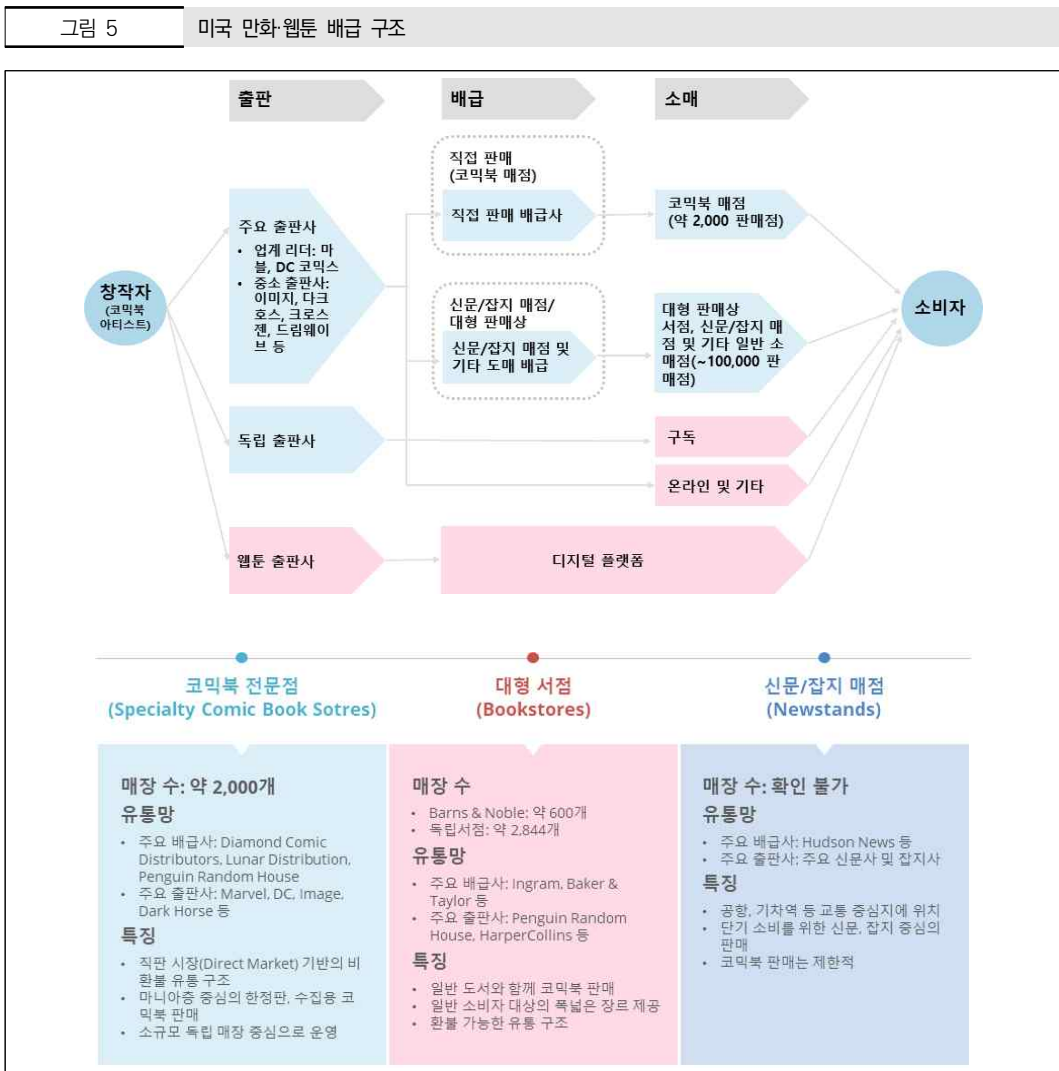 그림 5
미국 만화·웹툰 배급 구조
출판
배급
소매
창작자
(코믹북
아티스트)
주요 출판사
• 업계 리더: 마
블, DC 코믹스
• 중소 출판사:
이미지, 다크
호스, 크로스
젠, 드림웨이
브 등
독립 출판사
웹툰 출판사
직접 판매
(코믹북 매점)
직접 판매 배급사
신문/잡지 매점/
대형 판매상
신문/잡지 매점 및
기타 도매 배급
코믹북 매점
(약 2,000 판매점)
대형 판매상
서점, 신문/잡지 매
점 및 기타 일반 소
매점(~100,000 판
매점)
구독
온라인 및 기타
디지털 플랫폼
소비자
코믹북 전문점
(Specialty Comic Book Sotres)
매장 수: 약 2,000개
유통망
• 주요 배급사: Diamond Comic
Distributors, Lunar Distribution,
Penguin Random House
• 주요 출판사: Marvel, DC, Image,
Dark Horse 등
특징
• 직판 시장(Direct Market) 기반의 비
환불 유통 구조
• 마니아층 중심의 한정판, 수집용 코
믹북 판매
• 소규모 독립 매장 중심으로 운영
대형 서점
(Bookstores)
매장 수
• Barns & Noble: 약 600개
• 독립서점: 약 2,844개
유통망
• 주요 배급사: Ingram, Baker &
Taylor 등
• 주요 출판사: Penguin Random
House, HarperCollins 등
특징
• 일반 도서와 함께 코믹북 판매
• 일반 소비자 대상의 폭넓은 장르 제공
• 환불 가능한 유통 구조
신문/잡지 매점
(Newstands)
매장 수: 확인 불가
유통망
• 주요 배급사: Hudson News 등
• 주요 출판사: 주요 신문사 및 잡지사
특징
• 공항, 기차역 등 교통 중심지에 위치
• 단기 소비를 위한 신문, 잡지 중심의
판매
• 코믹북 판매는 제한적